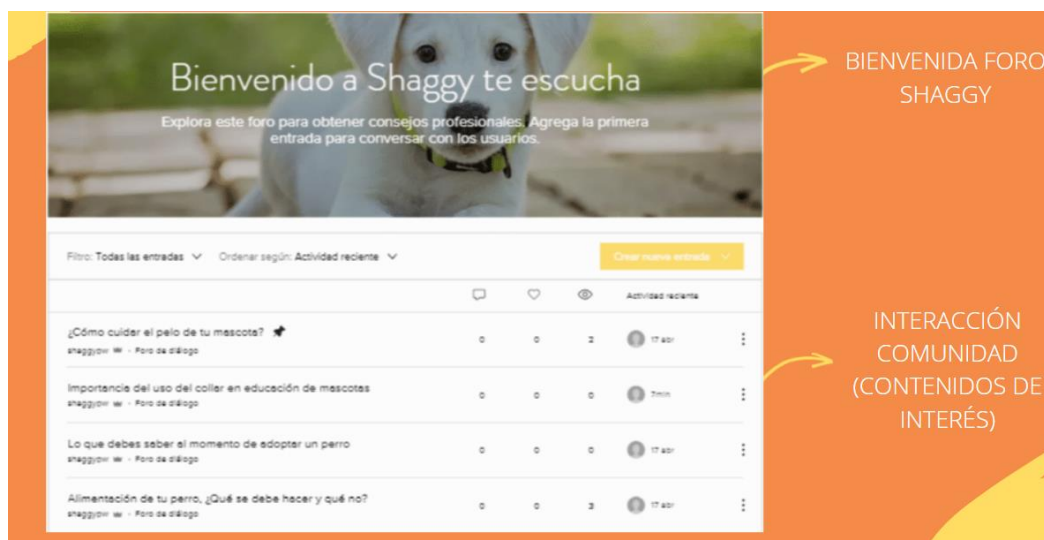 Bienvenido a Shaggy te escucha
Explora este foro para obtener consejos profesionales. Agrega la primera
entrada para conversar con los usuarios.
BIENVENIDA FORO
SHAGGY
Filtro: Todas las entradas Ordenar según: Actividad reciente Crear nueva entrada
Actividad reciente
¿Cómo cuidar el pelo de tu mascota?
shaggyow · Foro de diálogo
0 0 2 17 abr
Importancia del uso del collar en educación de mascotas
shaggyow · Foro de diálogo
0 0 0 7min
Lo que debes saber al momento de adoptar un perro
shaggyow · Foro de diálogo
0 0 0 17 abr
Alimentación de tu perro, ¿Qué se debe hacer y qué no?
shaggyow · Foro de diálogo
0 0 3 17 abr
INTERACCIÓN
COMUNIDAD
(CONTENIDOS DE
INTERÉS)